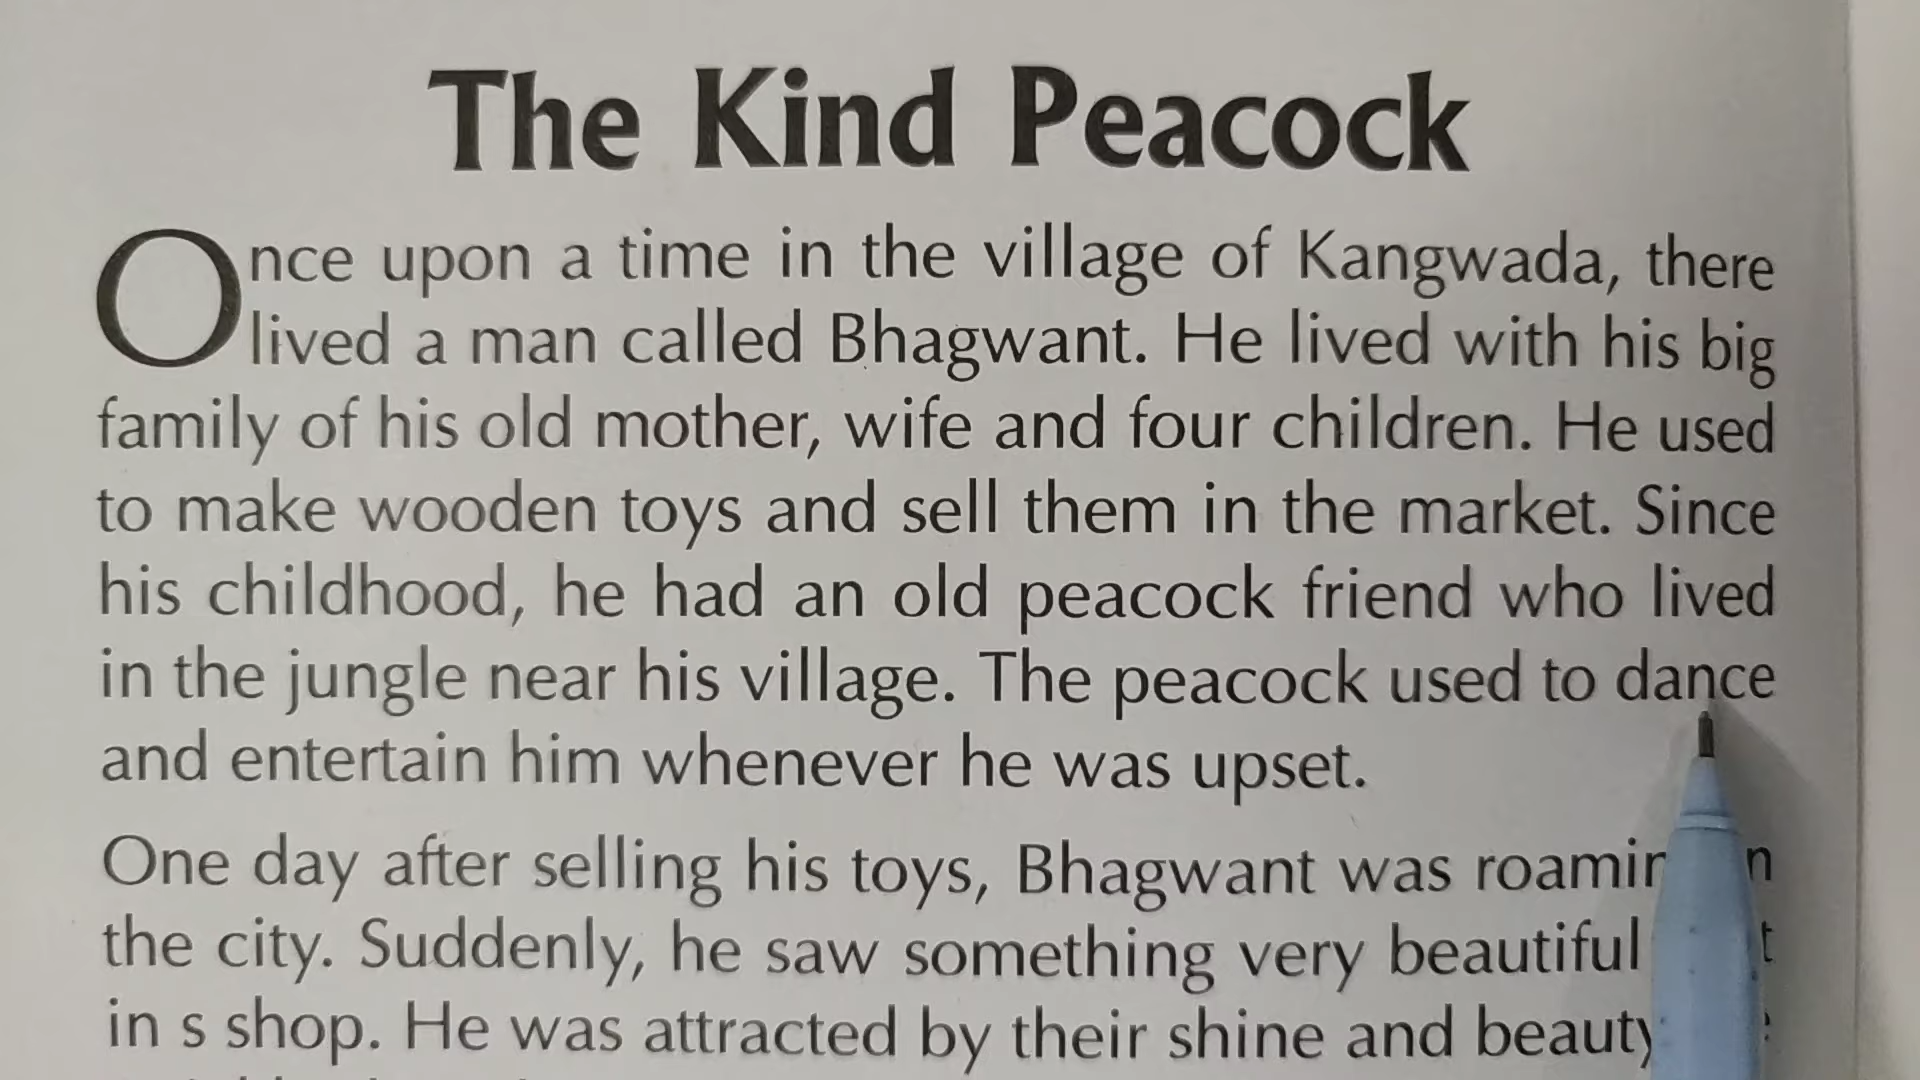 The Kind Peacock
Once upon a time in the village of Kangwada, there
lived a man called Bhagwant. He lived with his big
family of his old mother, wife and four children. He used
to make wooden toys and sell them in the market. Since
his childhood, he had an old peacock friend who lived
in the jungle near his village. The peacock used to dance
and entertain him whenever he was upset.
One day after selling his toys, Bhagwant was
the city. Suddenly, he saw something very beautiful
in s shop. He was attracted by their shine and beauty